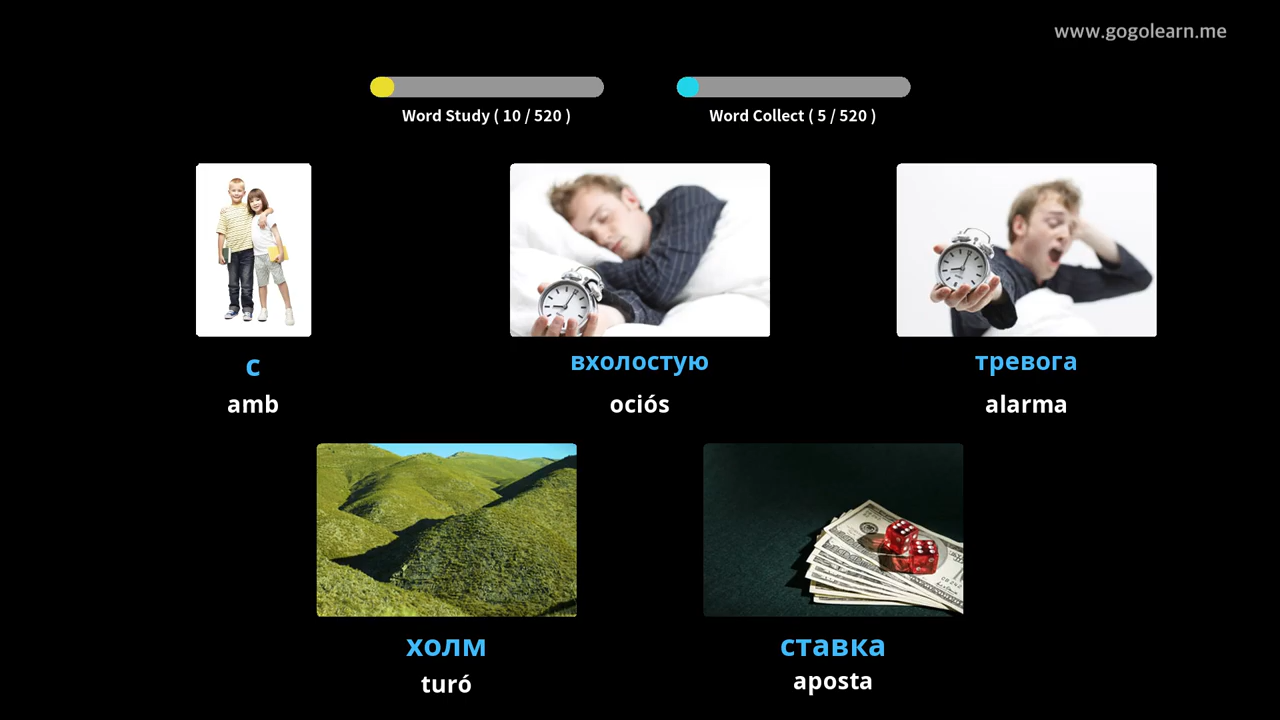 www.gogolearn.me
Word Study ( 10 / 520 )
Word Collect ( 5 / 520 )
с
вхолостую
тревога
amb
ociós
alarma
холм
ставка
turó
aposta